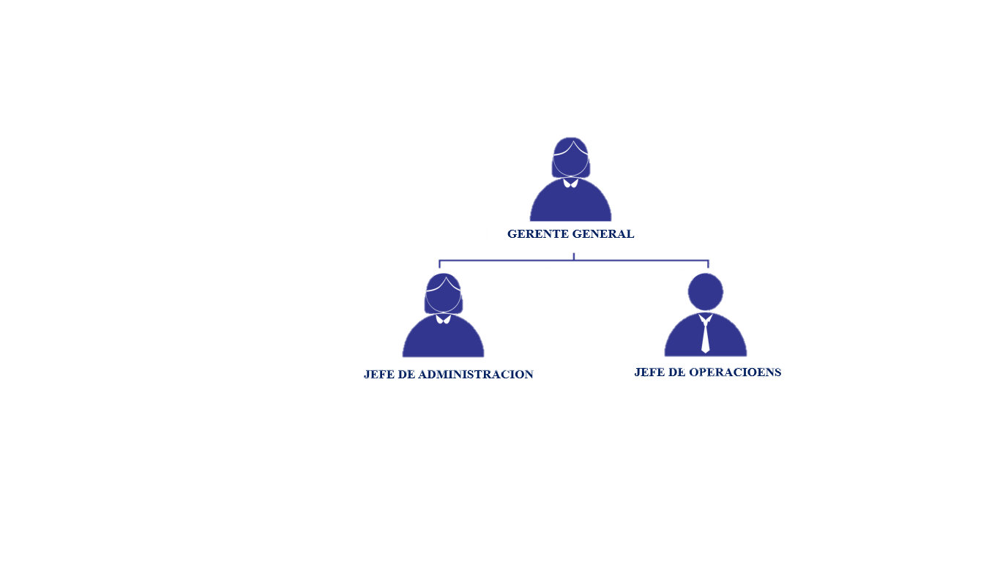 GERENTE GENERAL
JEFE DE ADMINISTRACION
JEFE DE OPERACIOENS